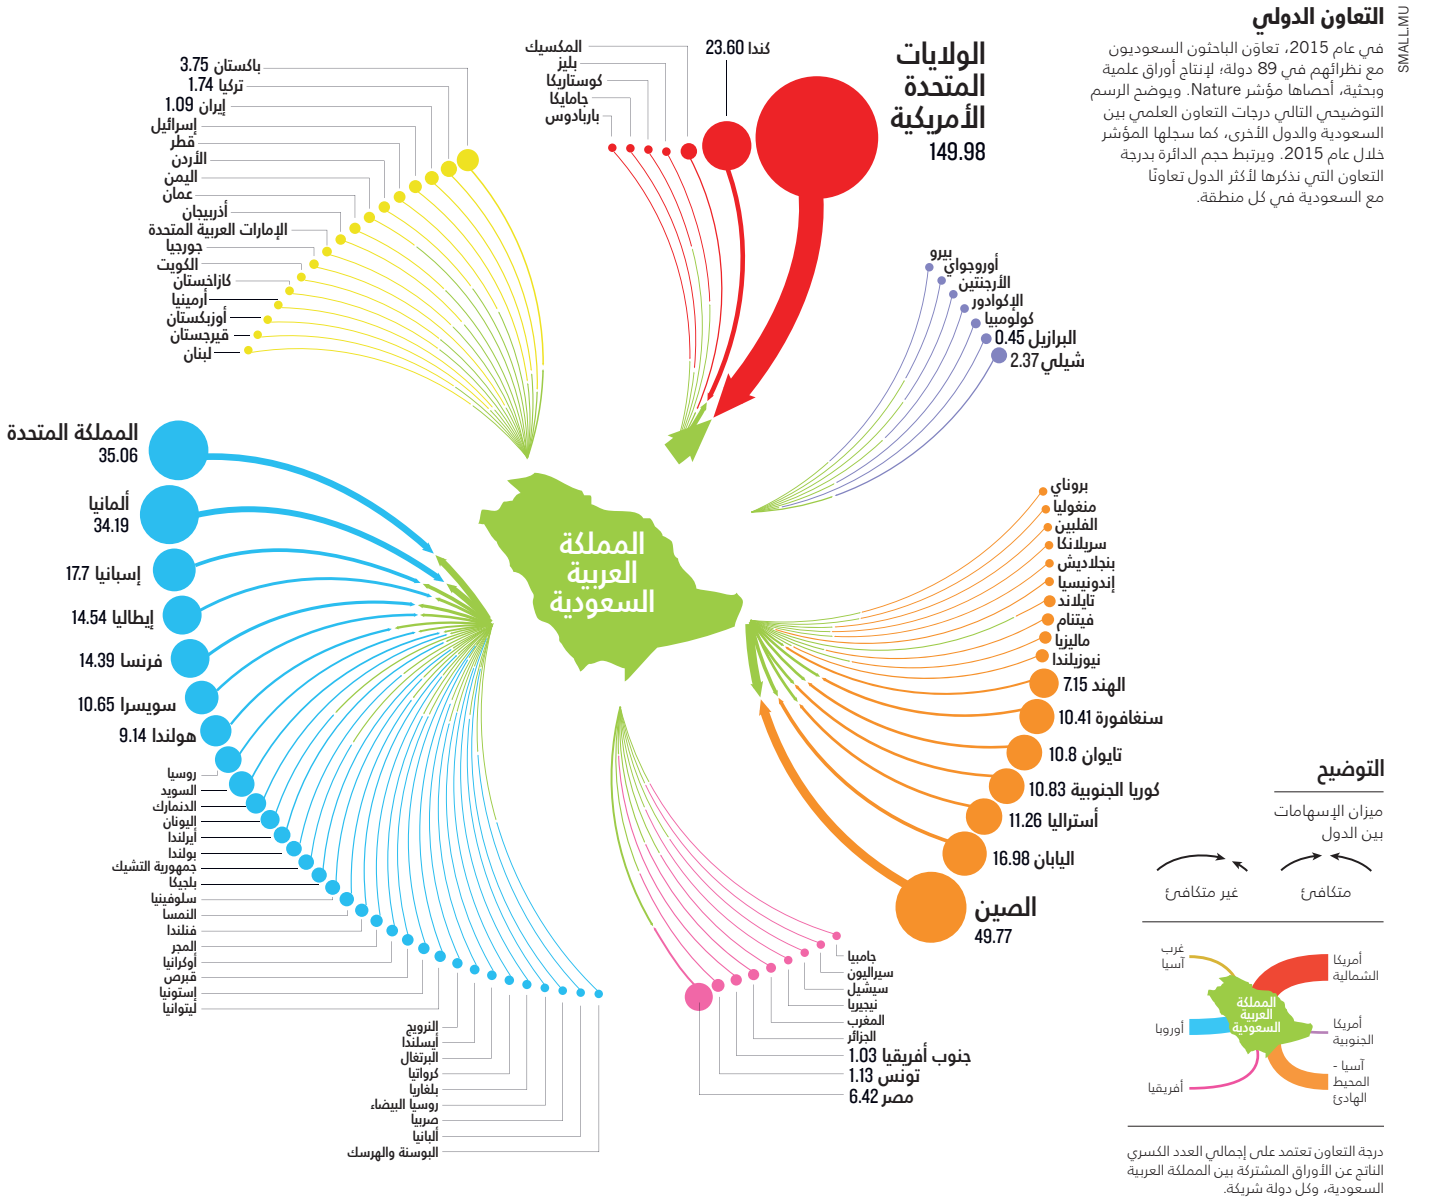 التعاون الدولي
في عام 2015، تعاوَن الباحثون السعوديون
مع نظرائهم في 89 دولة؛ لإنتاج أوراق علمية
وبحثية، أحصاها مؤشر Nature. ويوضح الرسم
التوضيحي التالي درجات التعاون العلمي بين
السعودية والدول الأخرى، كما سجلها المؤشر
خلال عام 2015. ويرتبط حجم الدائرة بدرجة
التعاون التي نذكرها لأكثر الدول تعاونًا
مع السعودية في كل منطقة.
SMALL.MU
الولايات
المتحدة
الأمريكية
149.98
كندا 23.60
المكسيك
بليز
كوستاريكا
جامايكا
باربادوس
باكستان 3.75
تركيا 1.74
إيران 1.09
إسرائيل
قطر
الأردن
اليمن
عمان
أذربيجان
الإمارات العربية المتحدة
جورجيا
الكويت
كازاخستان
أرمينيا
أوزبكستان
قيرجستان
لبنان
بيرو
أوروجواي
الأرجنتين
الإكوادور
كولومبيا
البرازيل 0.45
شيلي 2.37
بروناي
منغوليا
الفلبين
سريلانكا
بنجلاديش
إندونيسيا
تايلاند
فيتنام
ماليزيا
نيوزيلندا
الهند 7.15
سنغافورة 10.41
تايوان 10.8
كوريا الجنوبية 10.83
أستراليا 11.26
اليابان 16.98
الصين
49.77
المملكة
العربية
السعودية
المملكة المتحدة
35.06
ألمانيا
34.19
إسبانيا 17.7
إيطاليا 14.54
فرنسا 14.39
سويسرا 10.65
هولندا 9.14
روسيا
السويد
الدنمارك
اليونان
أيرلندا
بولندا
جمهورية التشيك
بلجيكا
سلوفينيا
النمسا
فنلندا
المجر
أوكرانيا
قبرص
إستونيا
ليتوانيا
النرويج
أيسلندا
البرتغال
كرواتيا
بلغاريا
روسيا البيضاء
صربيا
ألبانيا
البوسنة والهرسك
جامبيا
سيراليون
سيشيل
نيجيريا
المغرب
الجزائر
جنوب أفريقيا 1.03
تونس 1.13
مصر 6.42
التوضيح
ميزان الإسهامات
بين الدول
متكافئ
غير متكافئ
غرب
آسيا
أمريكا
الشمالية
المملكة
العربية
السعودية
أوروبا
أمريكا
الجنوبية
آسيا -
المحيط
الهادئ
أفريقيا
درجة التعاون تعتمد على إجمالي العدد الكسري
الناتج عن الأوراق المشتركة بين المملكة العربية
السعودية، وكل دولة شريكة.